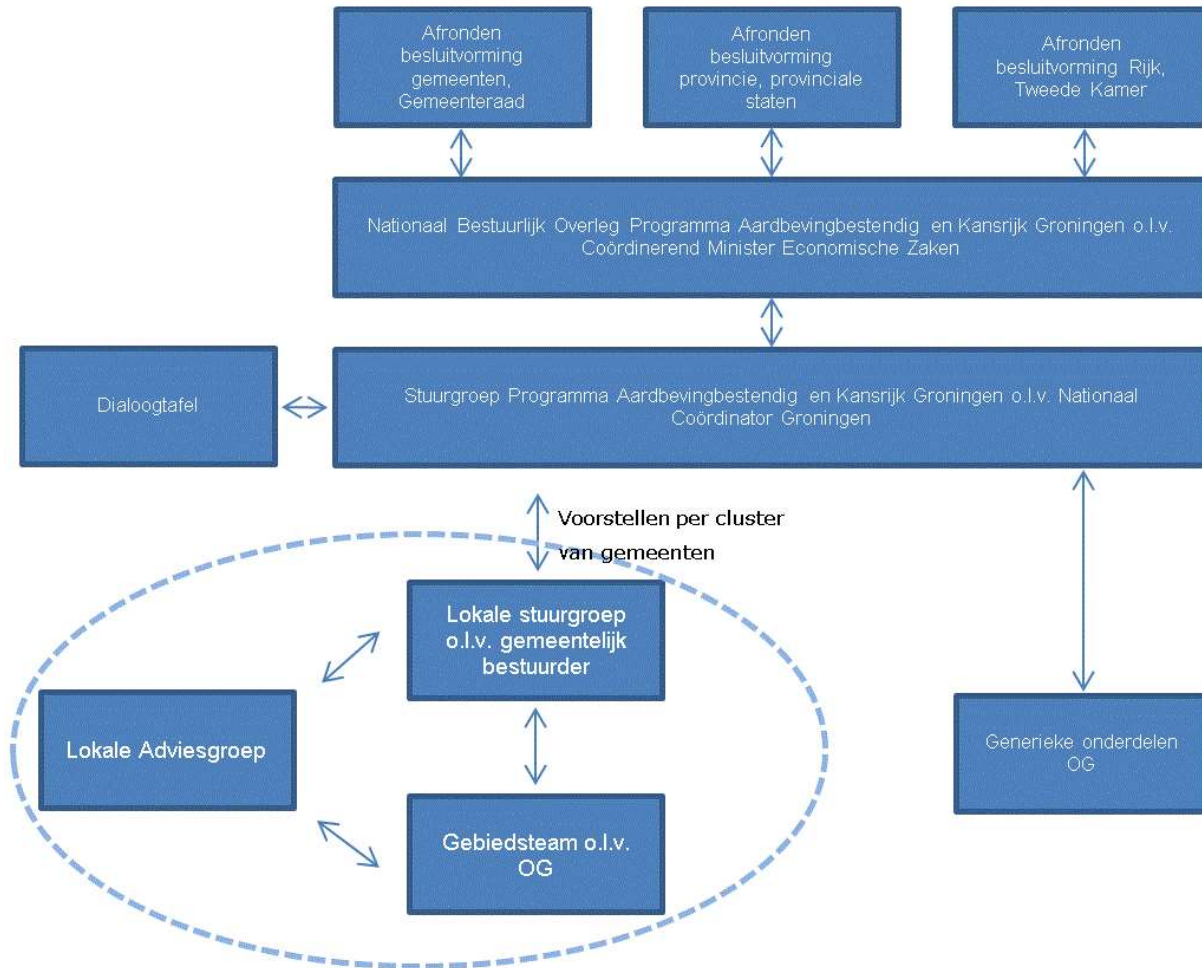 Afronden
besluitvorming
gemeenten,
Gemeenteraad
Afronden
besluitvorming
provincie, provinciale
staten
Afronden
besluitvorming Rijk,
Tweede Kamer
Nationaal Bestuurlijk Overleg Programma Aardbevingbestendig en Kansrijk Groningen o.l.v.
Coördinerend Minister Economische Zaken
Dialoogtafel
Stuurgroep Programma Aardbevingbestendig en Kansrijk Groningen o.l.v. Nationaal
Coördinator Groningen
Voorstellen per cluster
van gemeenten
Lokale stuurgroep
o.l.v. gemeentelijk
bestuurder
Lokale Adviesgroep
Generieke onderdelen
OG
Gebiedsteam o.l.v.
OG